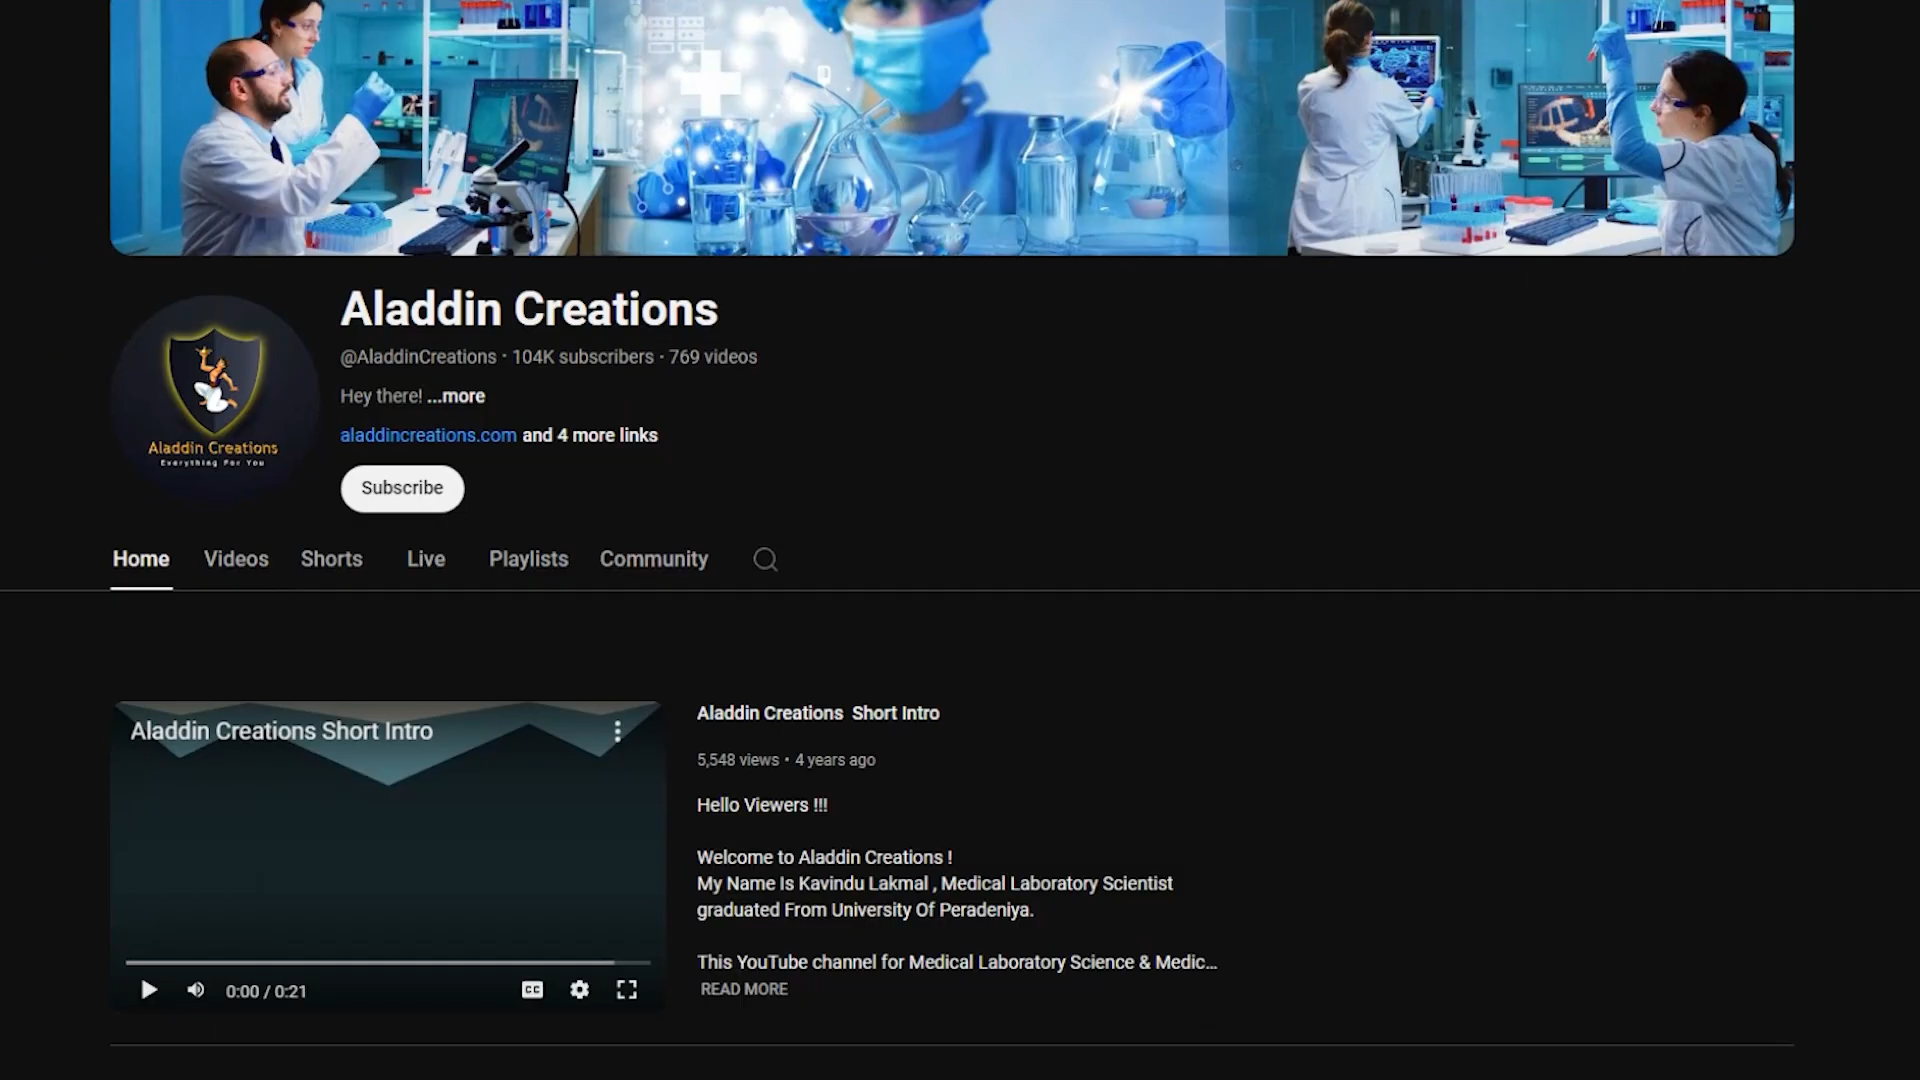 Aladdin Creations
@AladdinCreations · 104K subscribers · 769 videos
Hey there! ...more
aladdincreations.com and 4 more links
Aladdin Creations
Everything For You
Subscribe
Home Videos Shorts Live Playlists Community
Aladdin Creations Short Intro
0:00 / 0:21
CC
Aladdin Creations Short Intro
5,548 views • 4 years ago
Hello Viewers !!!
Welcome to Aladdin Creations !
My Name Is Kavindu Lakmal , Medical Laboratory Scientist
graduated From University Of Peradeniya.
This YouTube channel for Medical Laboratory Science & Medic...
READ MORE